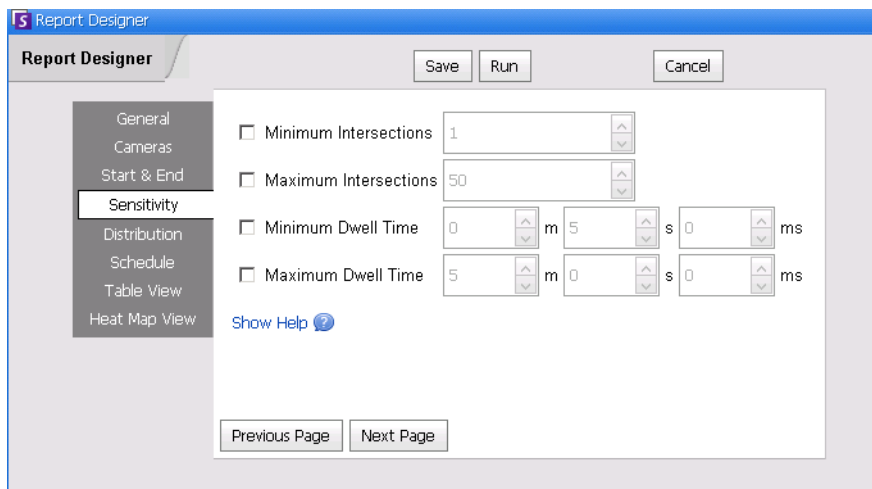 Report Designer
Report Designer
Save Run Cancel
General
Cameras
Start & End
Sensitivity
Distribution
Schedule
Table View
Heat Map View
Minimum Intersections 1
Maximum Intersections 50
Minimum Dwell Time 0 m 5 s 0 ms
Maximum Dwell Time 5 m 0 s 0 ms
Show Help ?
Previous Page Next Page